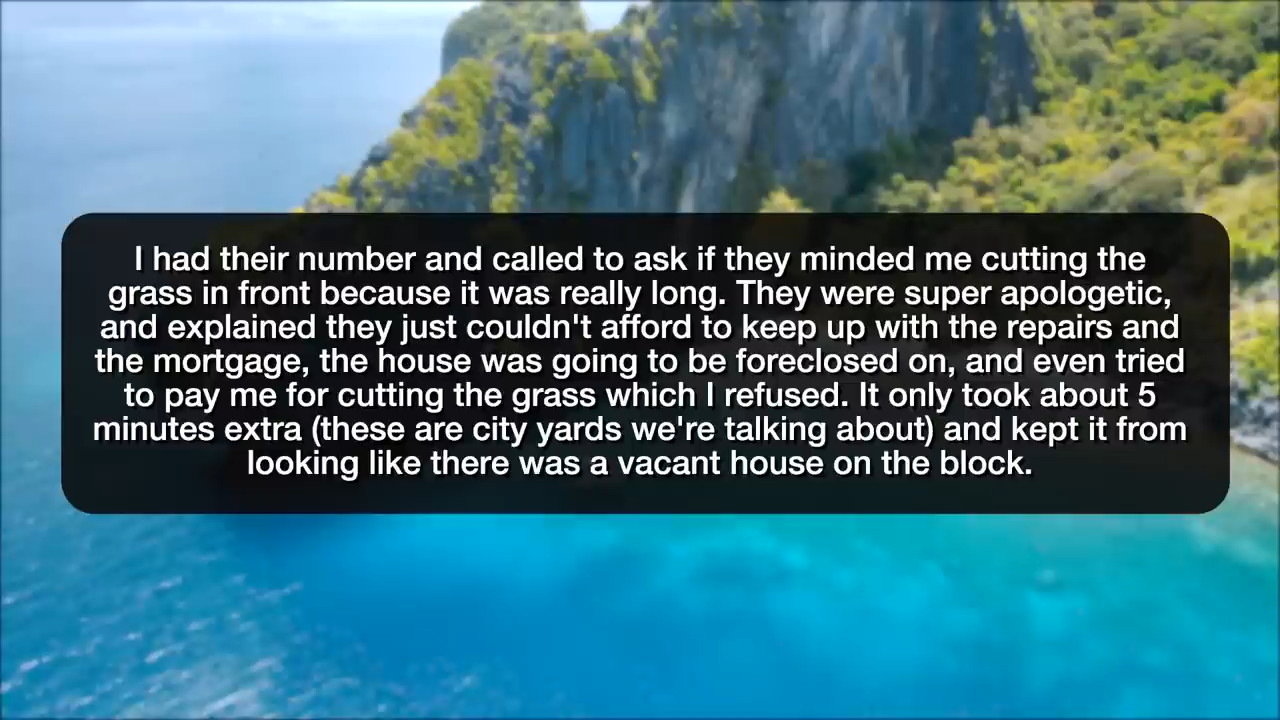 I had their number and called to ask if they minded me cutting the
grass in front because it was really long. They were super apologetic,
and explained they just couldn't afford to keep up with the repairs and
the mortgage, the house was going to be foreclosed on, and even tried
to pay me for cutting the grass which I refused. It only took about 5
minutes extra (these are city yards we're talking about) and kept it from
looking like there was a vacant house on the block.